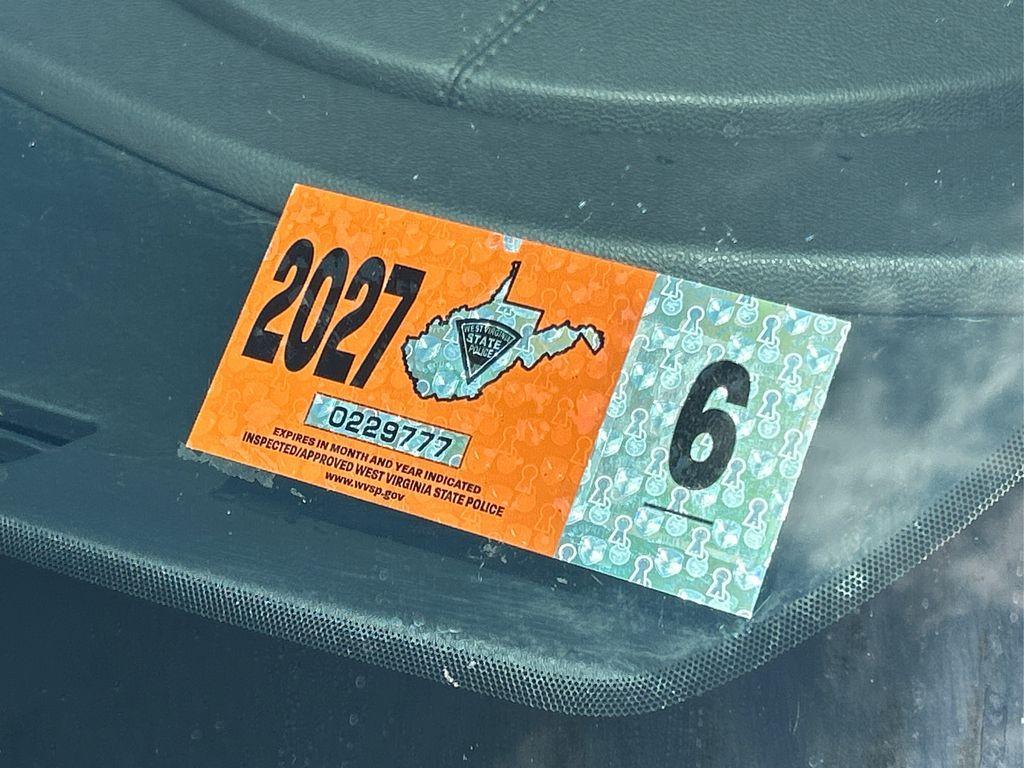 2027
WEST VIRGINIA
STATE
POLICE
0229777
EXPIRES IN MONTH AND YEAR INDICATED
INSPECTED/APPROVED WEST VIRGINIA STATE POLICE
www.wvsp.gov
6